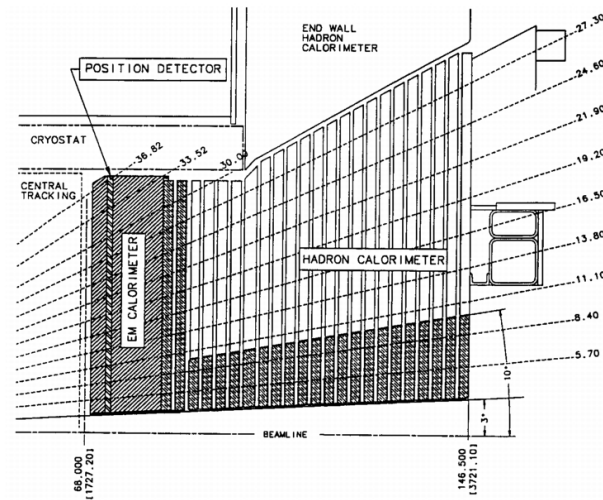 END WALL
HADRON
CALORIMETER
27.30
24.60
21.90
19.20
16.50
13.80
11.10
8.40
5.70
POSITION DETECTOR
CRYOSTAT
36.82
33.52
30.00
CENTRAL
TRACKING
EM CALORIMETER
HADRON CALORIMETER
10°
3°
BEAMLINE
68.000
[1727.20]
146.500
[3721.10]